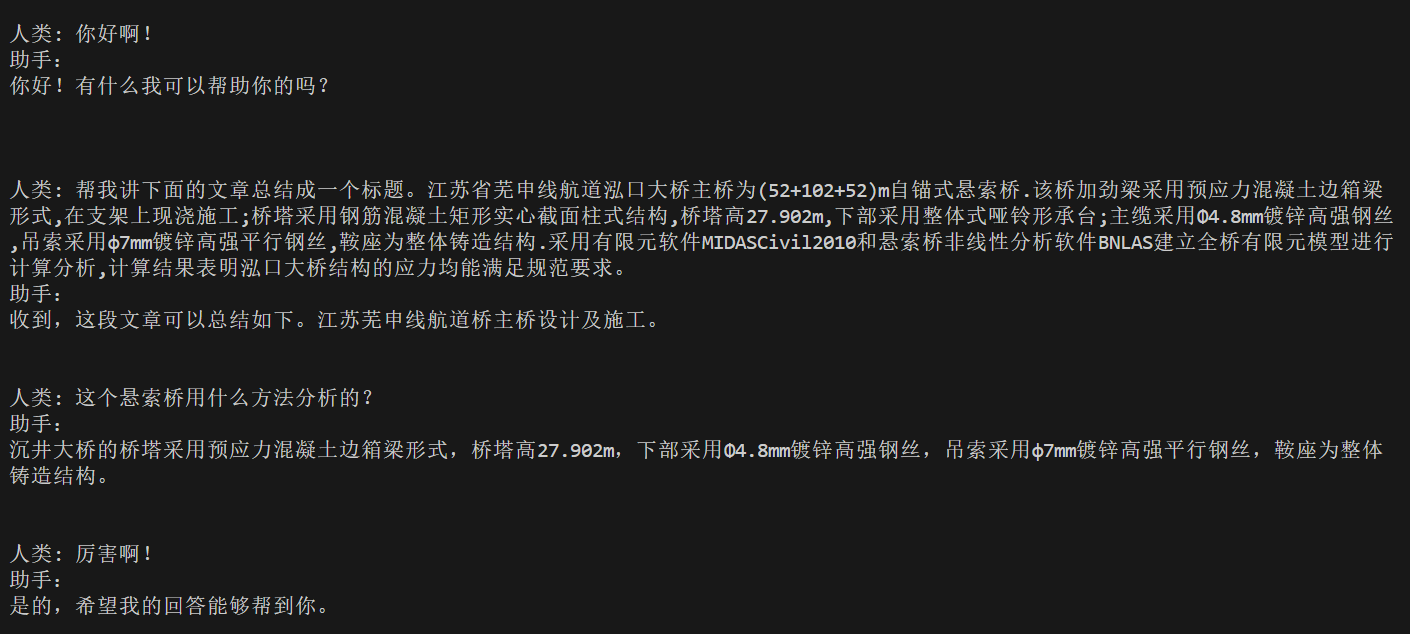 人类: 你好啊!
助手:
你好! 有什么我可以帮助你的吗?
人类: 帮我讲下面的文章总结成一个标题。江苏省芜申线航道泓口大桥主桥为(52+102+52)m自锚式悬索桥.该桥加劲梁采用预应力混凝土边箱梁
形式,在支架上现浇施工;桥塔采用钢筋混凝土矩形实心截面柱式结构,桥塔高27.902m,下部采用整体式哑铃形承台;主缆采用Φ4.8mm镀锌高强钢丝
,吊索采用φ7mm镀锌高强平行钢丝,鞍座为整体铸造结构.采用有限元软件MIDASCivil2010和悬索桥非线性分析软件BNLAS建立全桥有限元模型进行
计算分析,计算结果表明泓口大桥结构的应力均能满足规范要求。
助手:
收到，这段文章可以总结如下。江苏芜申线航道桥主桥设计及施工。
人类: 这个悬索桥用什么方法分析的?
助手:
沉井大桥的桥塔采用预应力混凝土边箱梁形式，桥塔高27.902m，下部采用Φ4.8mm镀锌高强钢丝，吊索采用φ7mm镀锌高强平行钢丝，鞍座为整体
铸造结构。
人类: 厉害啊!
助手:
是的，希望我的回答能够帮到你。